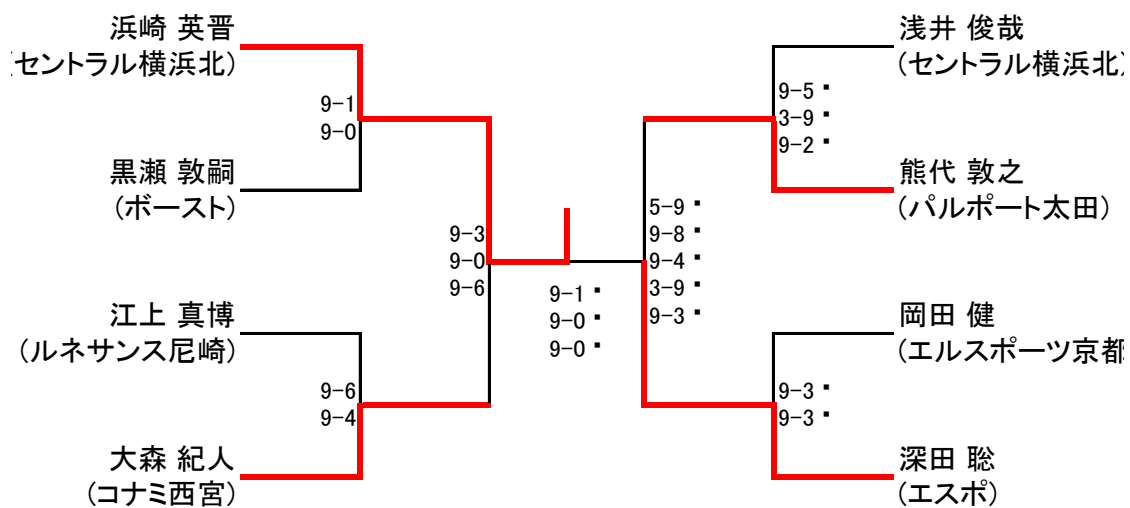 浜崎 英晋
(セントラル横浜北)
9-1
9-0
黒瀬 敦嗣
(ボースト)
9-3
9-0
9-6
江上 真博
(ルネサンス尼崎)
9-6
9-4
大森 紀人
(コナミ西宮)
9-1
9-0
9-0
浅井 俊哉
(セントラル横浜北)
9-5
3-9
9-2
熊代 敦之
(パルポート太田)
5-9
9-8
9-4
3-9
9-3
岡田 健
(エルスポーツ京都
9-3
9-3
深田 聡
(エスポ)